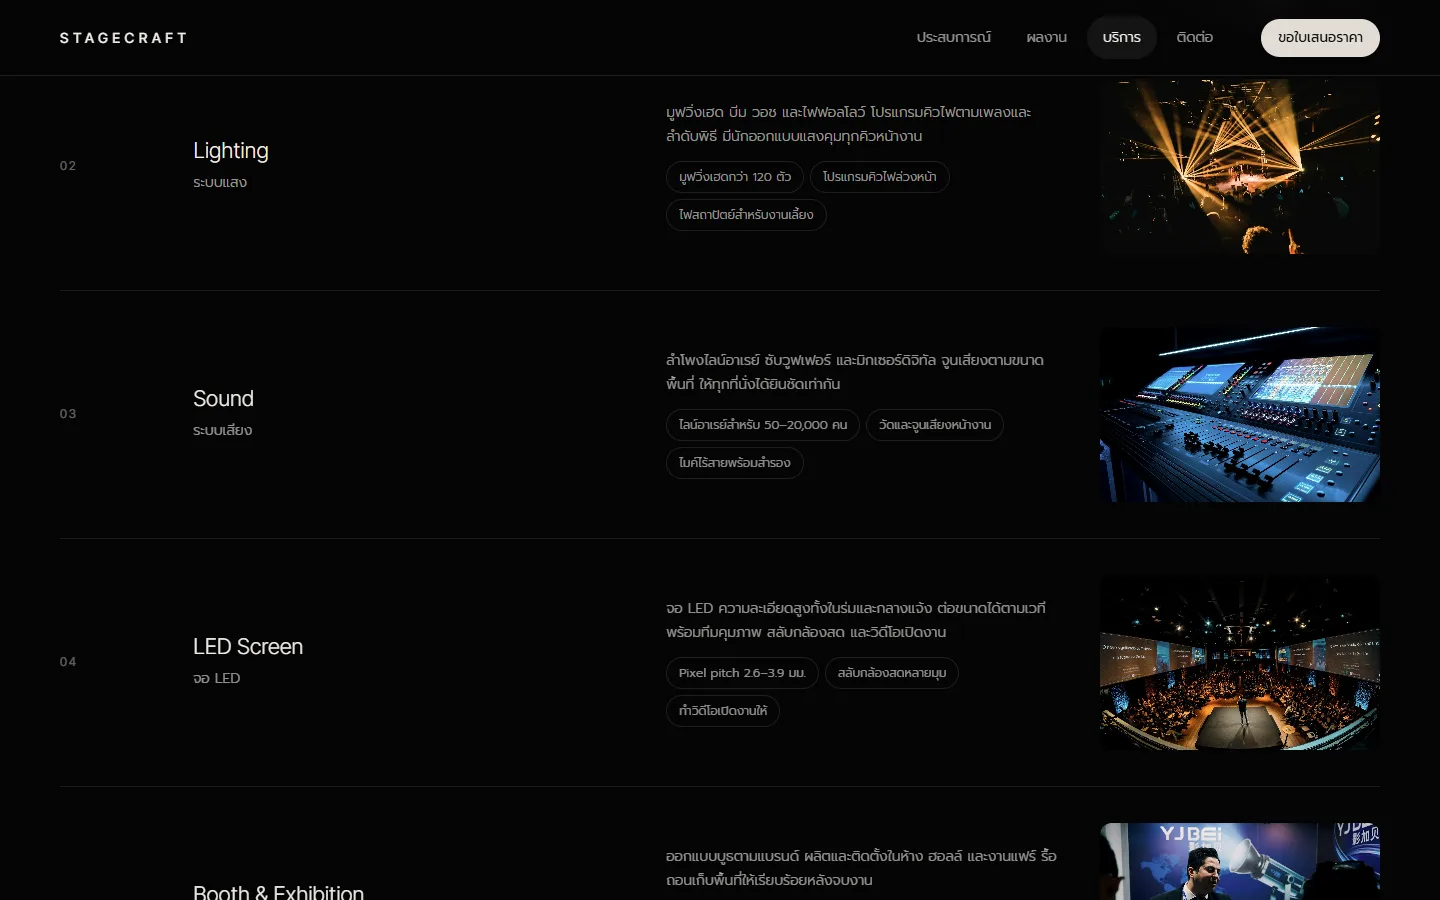 STAGECRAFT
ประสบการณ์
ผลงาน
บริการ
ติดต่อ
ขอใบเสนอราคา
02
Lighting
ระบบแสง
มูฟวิ่งเฮด บีม วอช และไฟฟอลโลว์ โปรแกรมคิวไฟตามเพลงและ
ลำดับพิธี มีนักออกแบบแสงคุมทุกคิวหน้างาน
มูฟวิ่งเฮดกว่า 120 ตัว
โปรแกรมคิวไฟล่วงหน้า
ไฟสถาปัตย์สำหรับงานเลี้ยง
03
Sound
ระบบเสียง
ลำโพงไลน์อาเรย์ ซับวูฟเฟอร์ และมิกเซอร์ดิจิทัล จูนเสียงตามขนาด
พื้นที่ ให้ทุกที่นั่งได้ยินชัดเท่ากัน
ไลน์อาเรย์สำหรับ 50–20,000 คน
วัดและจูนเสียงหน้างาน
ไมค์ไร้สายพร้อมสำรอง
04
LED Screen
จอ LED
จอ LED ความละเอียดสูงทั้งในร่มและกลางแจ้ง ต่อขนาดได้ตามเวที
พร้อมทีมคุมภาพ สลับกล้องสด และวิดีโอเปิดงาน
Pixel pitch 2.6–3.9 มม.
สลับกล้องสดหลายมุม
ทำวิดีโอเปิดงานให้
Booth & Exhibition
ออกแบบบูธตามแบรนด์ ผลิตและติดตั้งในห้าง ฮอลล์ และงานแฟร์ รื้อ
ถอนเก็บพื้นที่ให้เรียบร้อยหลังจบงาน
YJBEi
影加贝